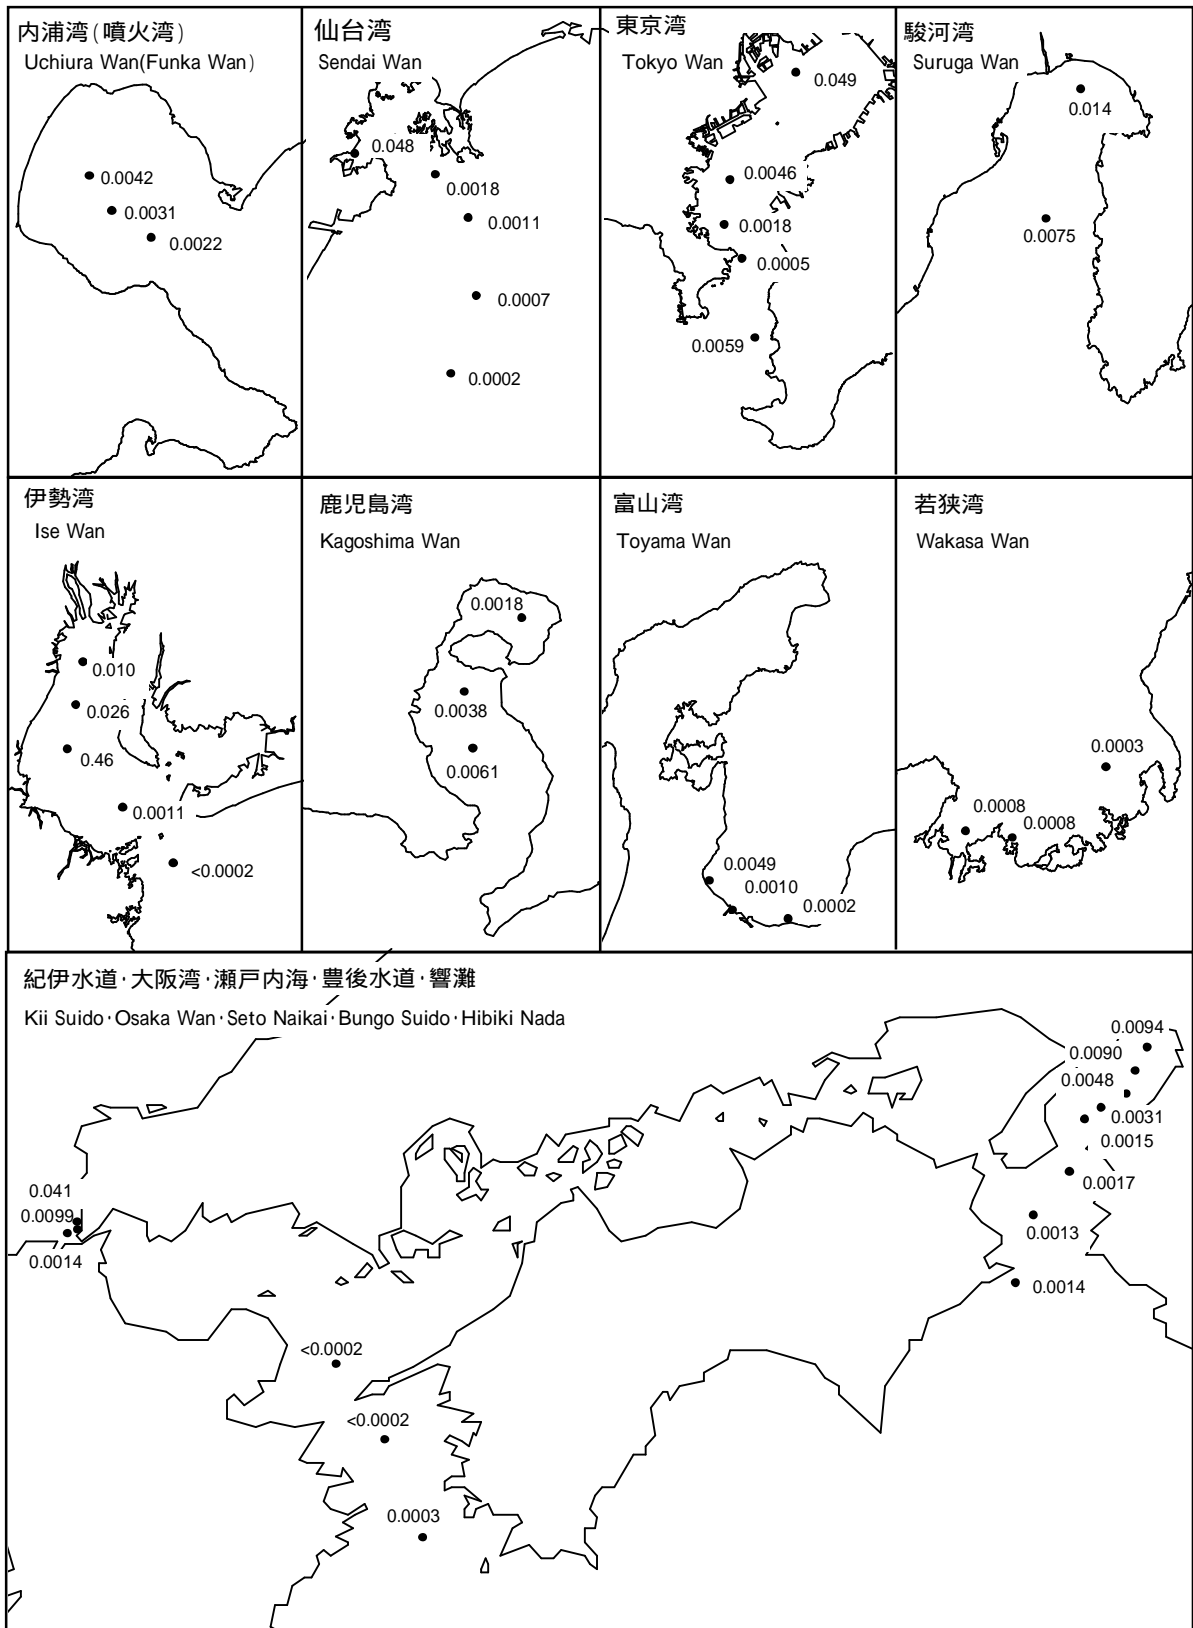 内浦湾(噴火湾)
Uchiura Wan(Funka Wan)
0.0042
0.0031
0.0022
仙台湾
Sendai Wan
0.048
0.0018
0.0011
0.0007
0.0002
東京湾
Tokyo Wan
0.049
0.0046
0.0018
0.0005
0.0059
駿河湾
Suruga Wan
0.014
0.0075
伊勢湾
Ise Wan
0.010
0.026
0.46
0.0011
<0.0002
鹿児島湾
Kagoshima Wan
0.0018
0.0038
0.0061
富山湾
Toyama Wan
0.0049
0.0010
0.0002
若狭湾
Wakasa Wan
0.0003
0.0008
0.0008
紀伊水道·大阪湾·瀬戸内海·豊後水道·響灘
Kii Suido·Osaka Wan·Seto Naikai·Bungo Suido·Hibiki Nada
0.0094
0.0090
0.0048
0.0031
0.0015
0.0017
0.0013
0.0014
0.041
0.0099
0.0014
<0.0002
<0.0002
0.0003